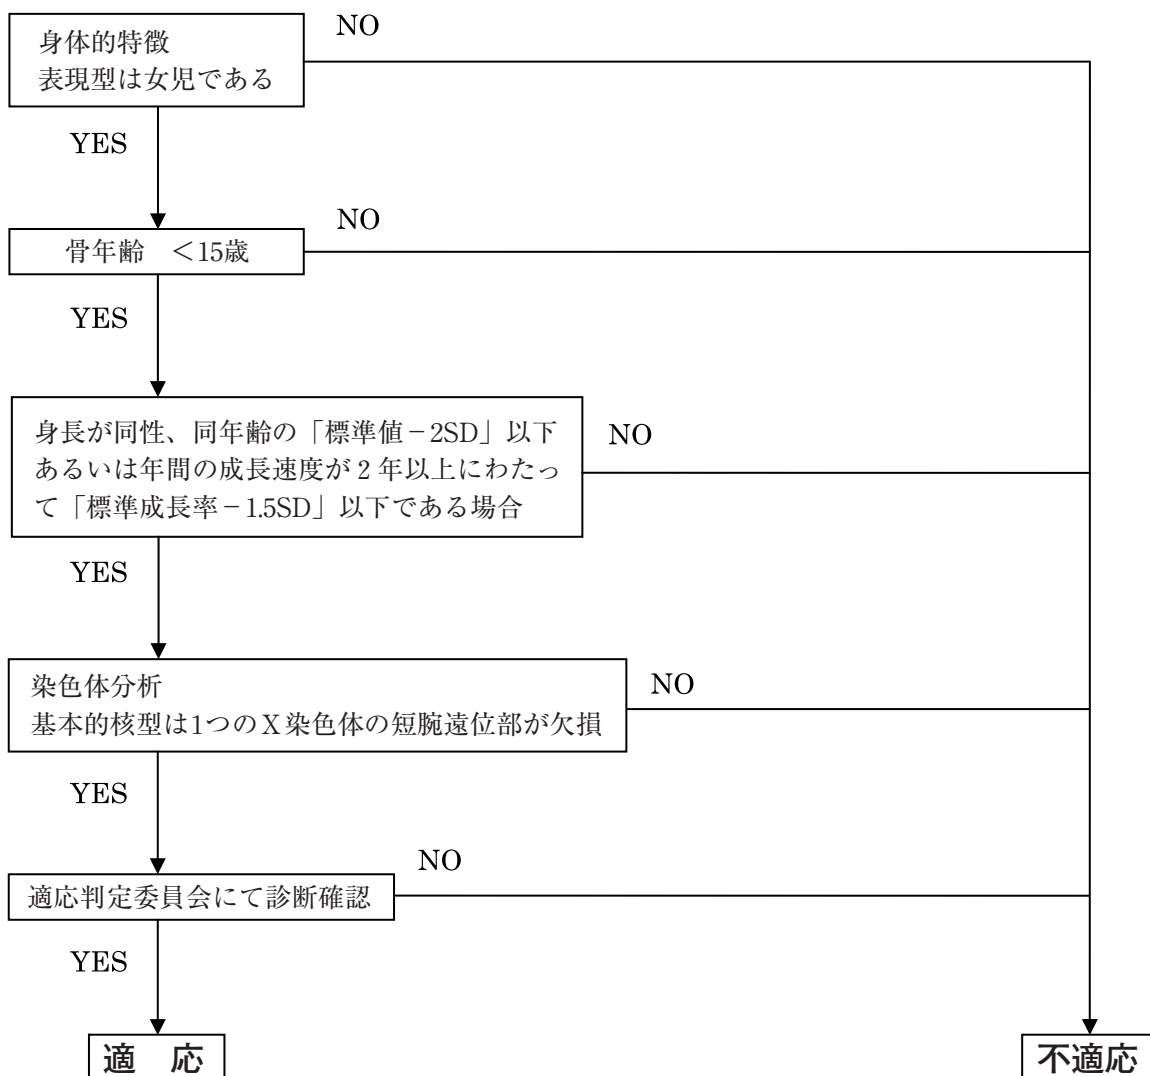 身体的特徴
表現型は女児である
NO
YES
骨年齢　＜15歳
NO
YES
身長が同性、同年齢の「標準値－2SD」以下
あるいは年間の成長速度が 2 年以上にわたっ
て「標準成長率－1.5SD」以下である場合
NO
YES
染色体分析
基本的核型は1つのＸ染色体の短腕遠位部が欠損
NO
YES
適応判定委員会にて診断確認
NO
YES
適　応
不適応